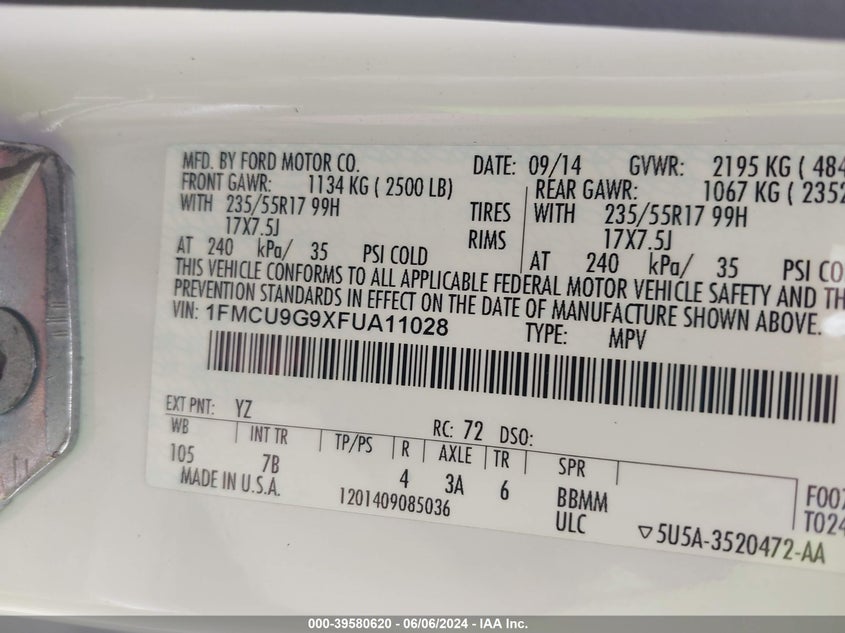 MFD. BY FORD MOTOR CO. DATE: 09/14 GVWR: 2195 KG ( 484
FRONT GAWR: 1134 KG ( 2500 LB) REAR GAWR: 1067 KG ( 2352
WITH 235/55R17 99H TIRES WITH 235/55R17 99H
17X7.5J RIMS 17X7.5J
AT 240 kPa/ 35 PSI COLD AT 240 kPa/ 35 PSI CO
THIS VEHICLE CONFORMS TO ALL APPLICABLE FEDERAL MOTOR VEHICLE SAFETY AND TH
PREVENTION STANDARDS IN EFFECT ON THE DATE OF MANUFACTURE SHOWN ABOVE.
VIN: 1FMCU9G9XFUA11028 TYPE: MPV
EXT PNT: YZ RC: 72 DSO:
WB INT TR TP/PS R AXLE TR SPR
105 7B 4 3A 6 BBMM F007
MADE IN U.S.A. 1201409085036 ULC T024
▽5U5A-3520472-AA
000-39580620 - 06/06/2024 - IAA Inc.